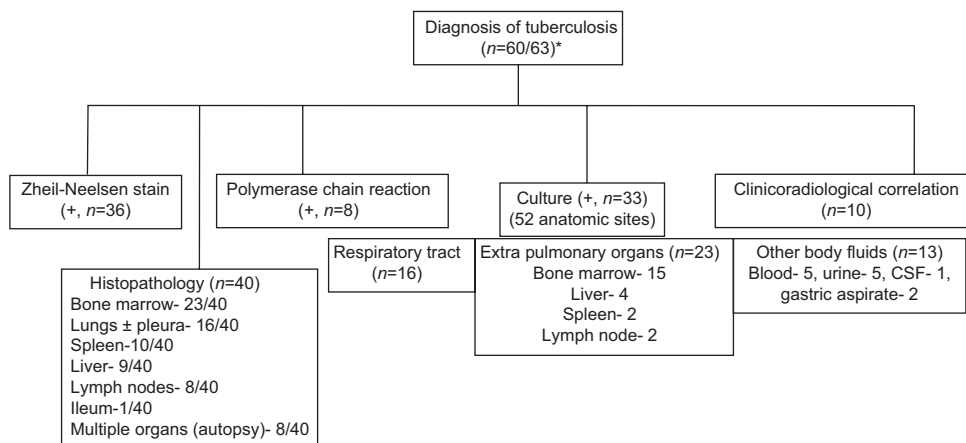 Diagnosis of tuberculosis
(n=60/63)*
Zheil-Neelsen stain
(+, n=36)
Polymerase chain reaction
(+, n=8)
Culture (+, n=33)
(52 anatomic sites)
Clinicoradiological correlation
(n=10)
Histopathology (n=40)
Bone marrow- 23/40
Lungs ± pleura- 16/40
Spleen-10/40
Liver- 9/40
Lymph nodes- 8/40
Ileum-1/40
Multiple organs (autopsy)- 8/40
Respiratory tract
(n=16)
Extra pulmonary organs (n=23)
Bone marrow- 15
Liver- 4
Spleen- 2
Lymph node- 2
Other body fluids (n=13)
Blood- 5, urine- 5, CSF- 1,
gastric aspirate- 2